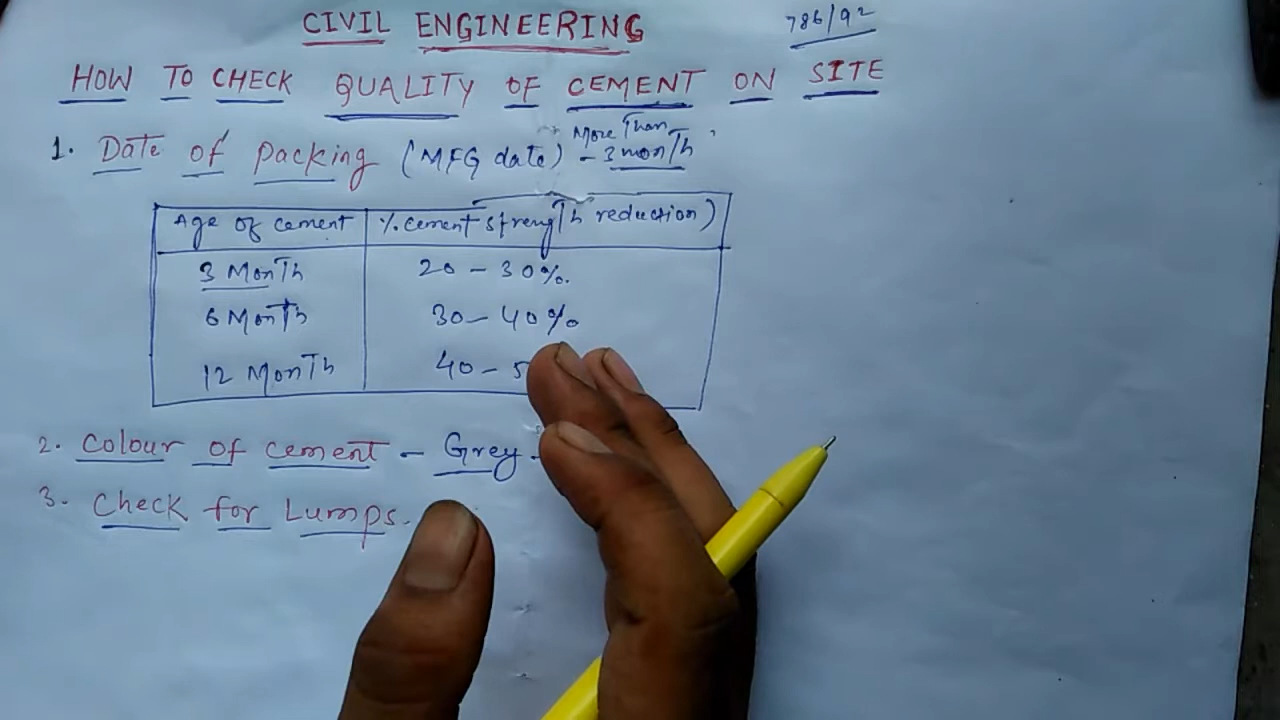 CIVIL ENGINEERING
786/92
HOW TO CHECK QUALITY OF CEMENT ON SITE
1. Date of packing (MFG date) - More Than 3 month
Age of cement % Cement strength reduction)
3 MonTh 20 - 30%.
6 MonTh 30 - 40%
12 MonTh 40 - 5
2. Colour of cement - Grey.
3. Check for Lumps.